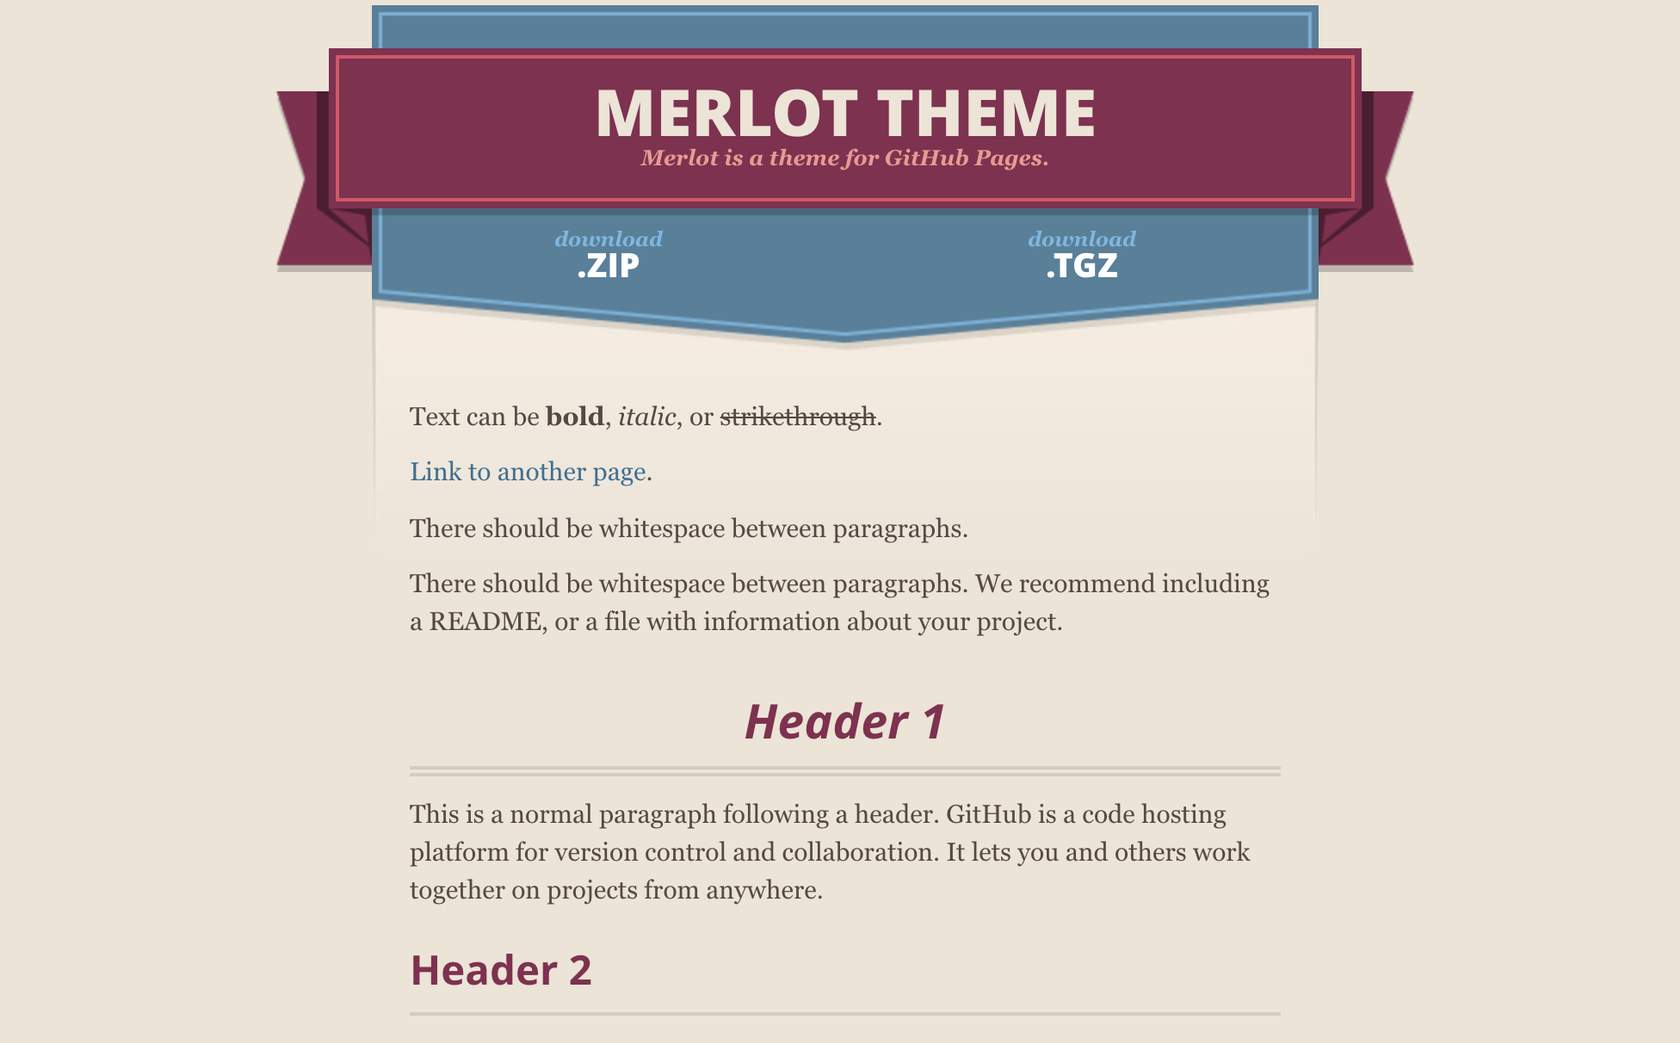 MERLOT THEME
Merlot is a theme for GitHub Pages.
download
.ZIP
download
.TGZ
Text can be bold, italic, or strikethrough.
Link to another page.
There should be whitespace between paragraphs.
There should be whitespace between paragraphs. We recommend including
a README, or a file with information about your project.
Header 1
This is a normal paragraph following a header. GitHub is a code hosting
platform for version control and collaboration. It lets you and others work
together on projects from anywhere.
Header 2